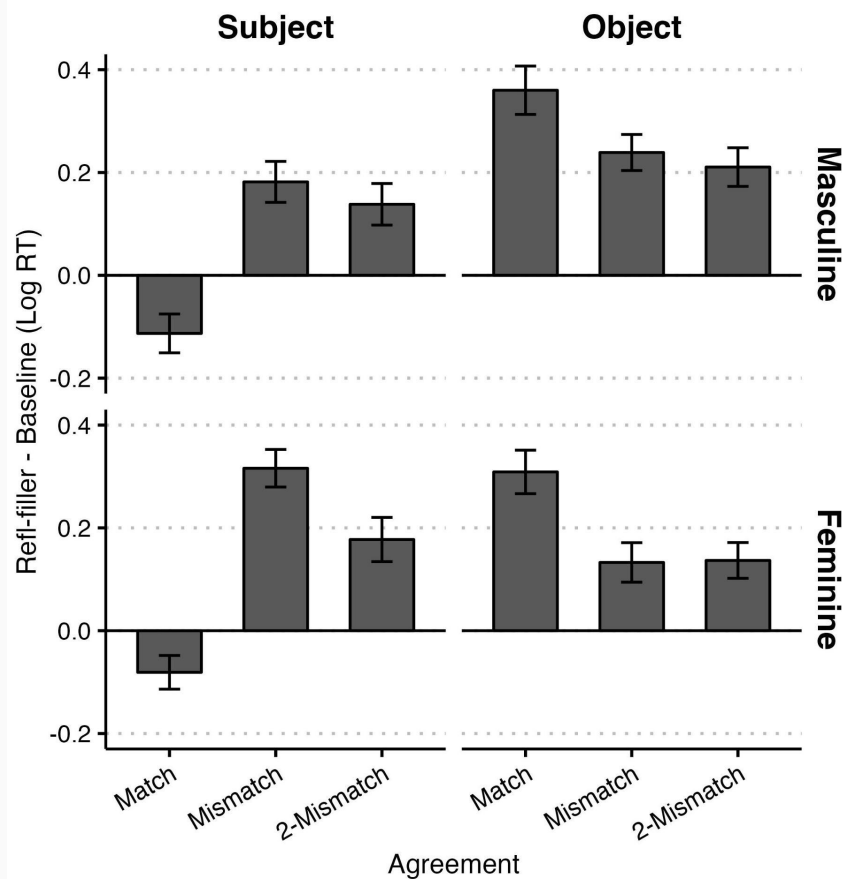 Subject
Object
0.4
0.2
0.0
-0.2
Masculine
0.4
0.2
0.0
-0.2
Feminine
Refl-filler - Baseline (Log RT)
Match
Mismatch
2-Mismatch
Match
Mismatch
2-Mismatch
Agreement